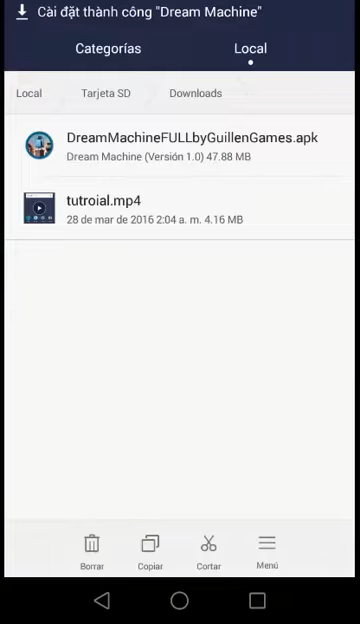 Cài đặt thành công "Dream Machine"
Categorías
Local
Local
Tarjeta SD
Downloads
DreamMachineFULLbyGuillenGames.apk
Dream Machine (Versión 1.0) 47.88 MB
tutroial.mp4
28 de mar de 2016 2:04 a. m. 4.16 MB
Borrar
Copiar
Cortar
Menú